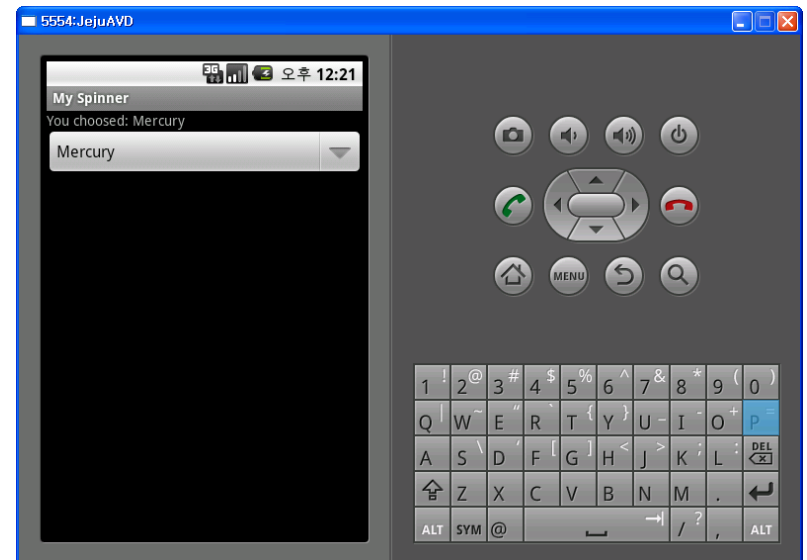 5554:JejuAVD
3G 오후 12:21
My Spinner
You choosed: Mercury
Mercury
MENU
1 ! 2 @ 3 # 4 $ 5 % 6 ^ 7 & 8 * 9 ( 0 )
Q | W ~ E " R ` T { Y } U _ I - O + P =
A S \ D ' F [ G ] H < J > K ; L : DEL
Z X C V B N M .
ALT SYM @ / ? , ALT